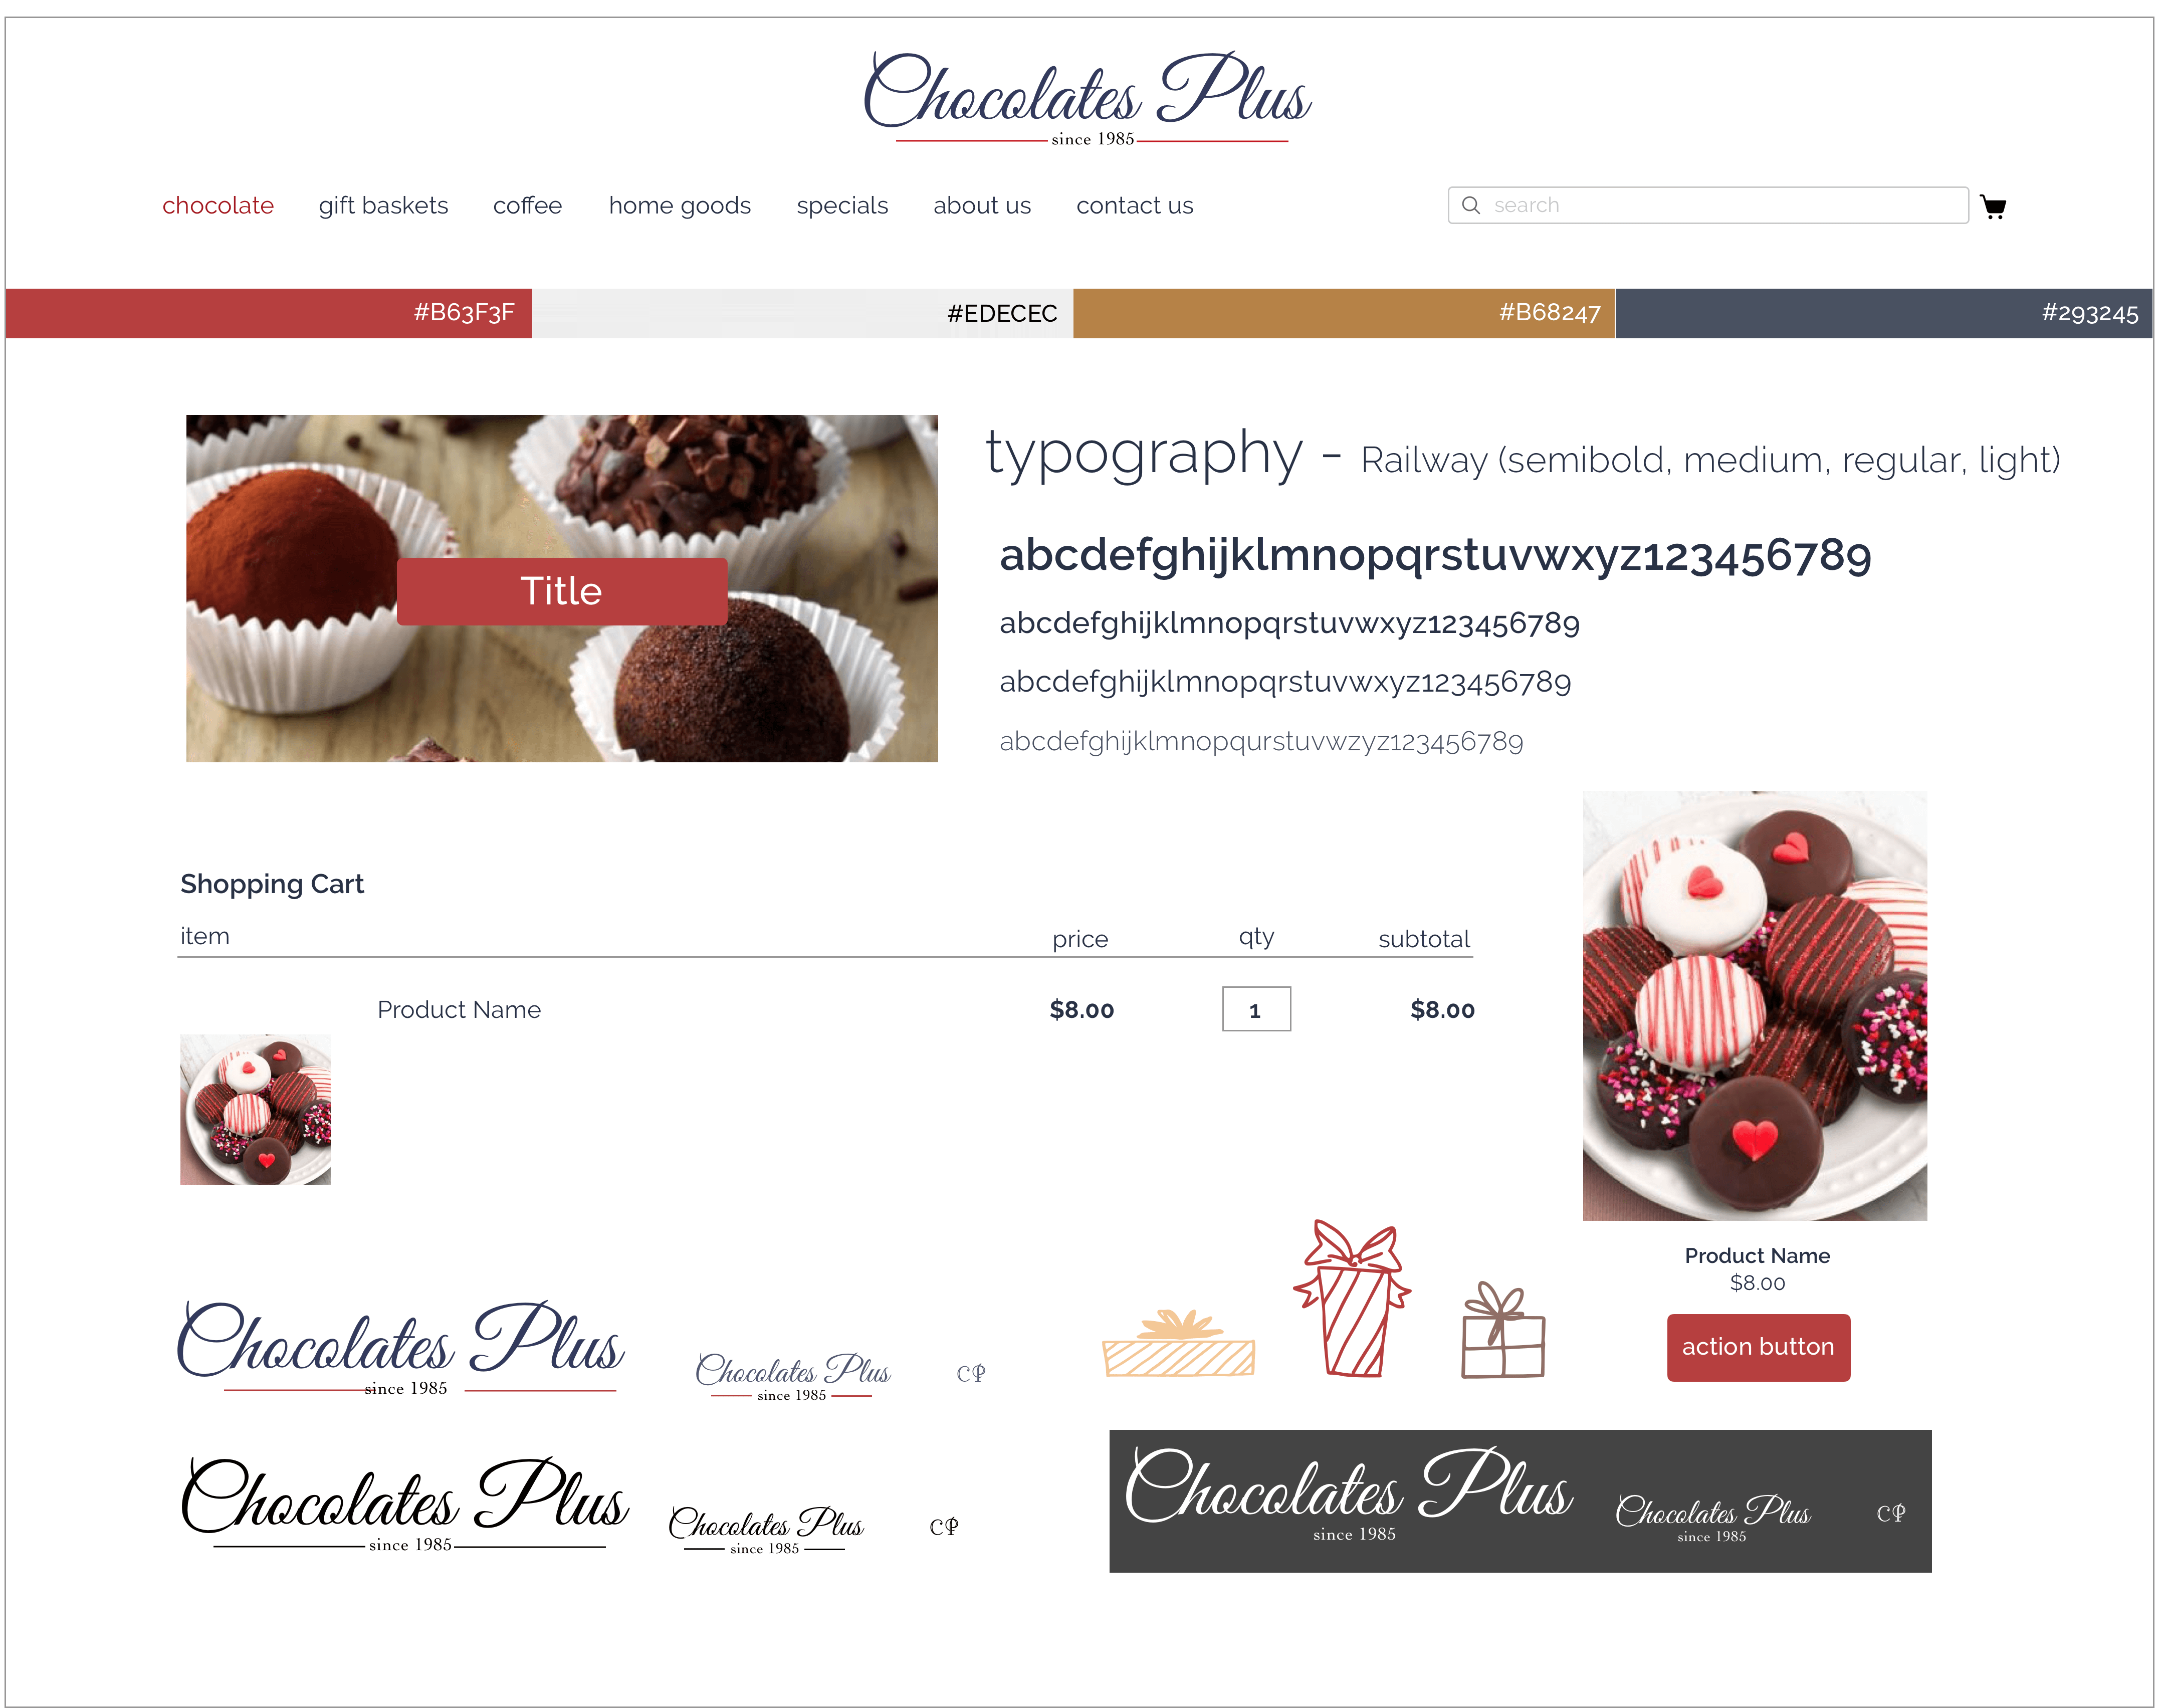 Chocolates Plus
since 1985
chocolate gift baskets coffee home goods specials about us contact us search
#B63F3F #EDECEC #B68247 #293245
Title
typography - Railway (semibold, medium, regular, light)
abcdefghijklmnopqrstuvwxyz123456789
abcdefghijklmnopqrstuvwxyz123456789
abcdefghijklmnopqrstuvwxyz123456789
abcdefghijklmnopqurstuvwzyz123456789
Shopping Cart
item price qty subtotal
Product Name $8.00 1 $8.00
Product Name
$8.00
action button
Chocolates Plus
since 1985
Chocolates Plus
since 1985
CP
Chocolates Plus
since 1985
Chocolates Plus
since 1985
CP
Chocolates Plus
since 1985
Chocolates Plus
since 1985
CP